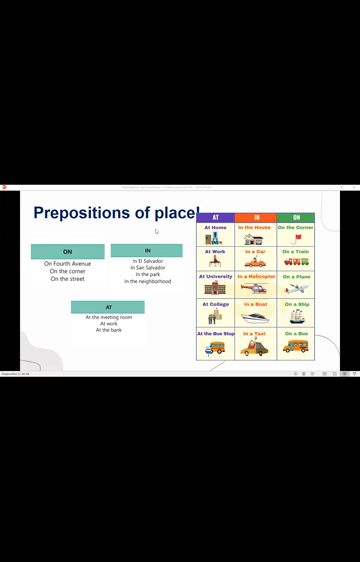 Prepositions of place!
ON
On Fourth Avenue
On the corner
On the street
IN
In El Salvador
In San Salvador
In the park
In the neighborhood
AT
At the meeting room
At work
At the bank
AT IN ON
At Home In the House On the Corner
At Work In a Car On a Train
At University In a Helicopter On a Plane
At College In a Boat On a Ship
At the Bus Stop In a Taxi On a Bus